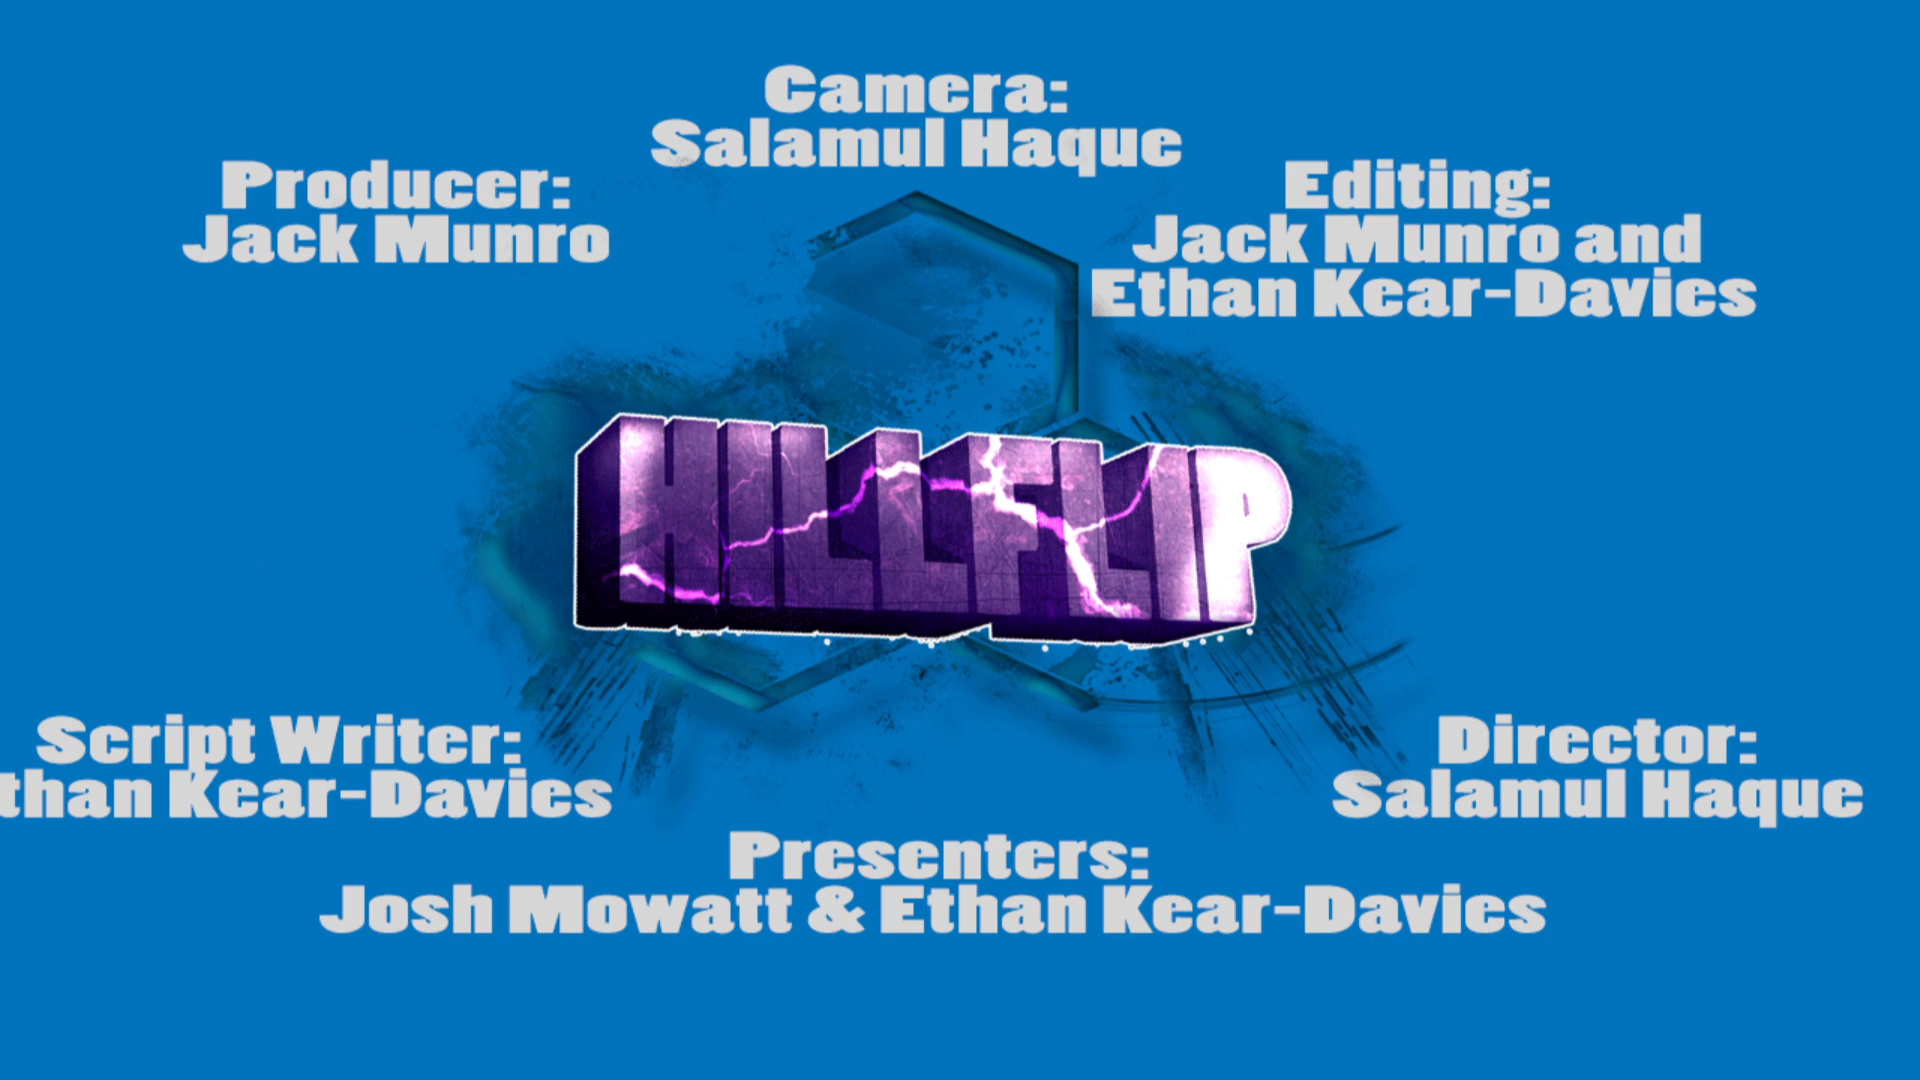 Camera:
Salamul Haque
Producer:
Jack Munro
Editing:
Jack Munro and
Ethan Kear-Davies
HILLFLIP
Script Writer:
than Kear-Davies
Director:
Salamul Haque
Presenters:
Josh Mowatt & Ethan Kear-Davies